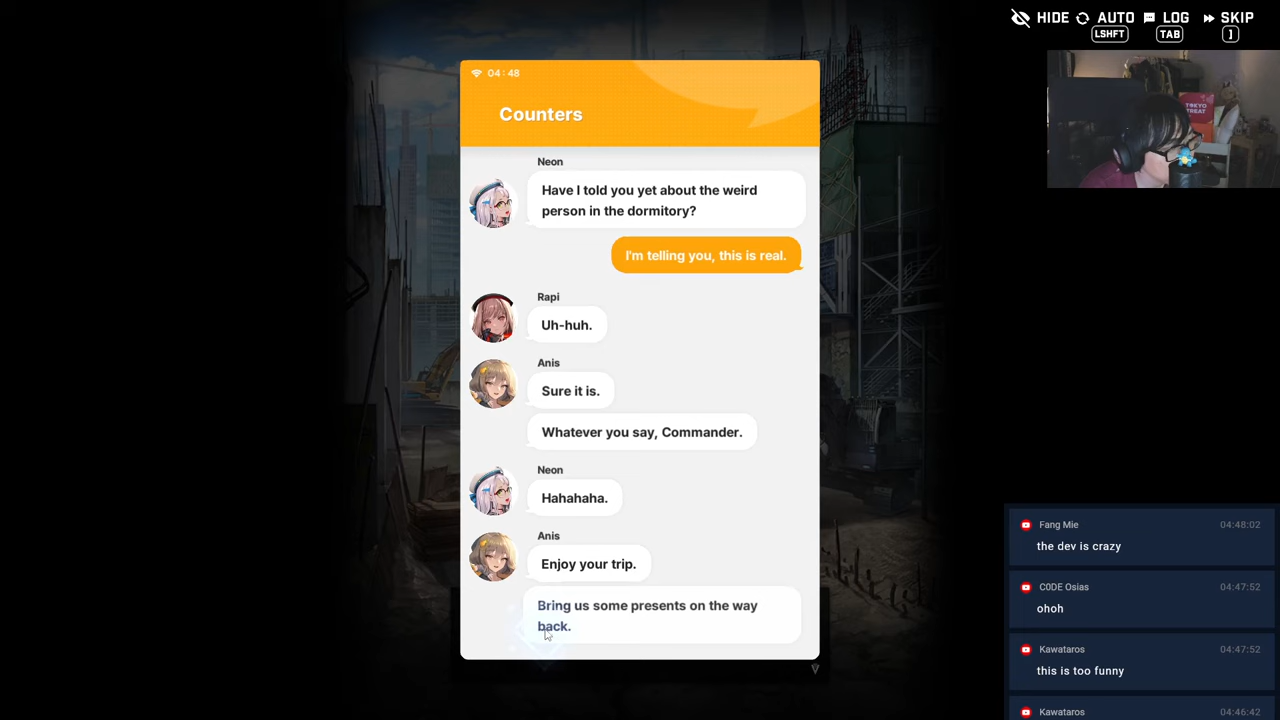 HIDE AUTO LOG SKIP
LSHFT TAB ]
04:48
Counters
Neon
Have I told you yet about the weird
person in the dormitory?
I'm telling you, this is real.
Rapi
Uh-huh.
Anis
Sure it is.
Whatever you say, Commander.
Neon
Hahahaha.
Anis
Enjoy your trip.
Bring us some presents on the way
back.
TOKYO
TREAT
Fang Mie 04:48:02
the dev is crazy
C0DE Osias 04:47:52
ohoh
Kawataros 04:47:52
this is too funny
Kawataros 04:46:42